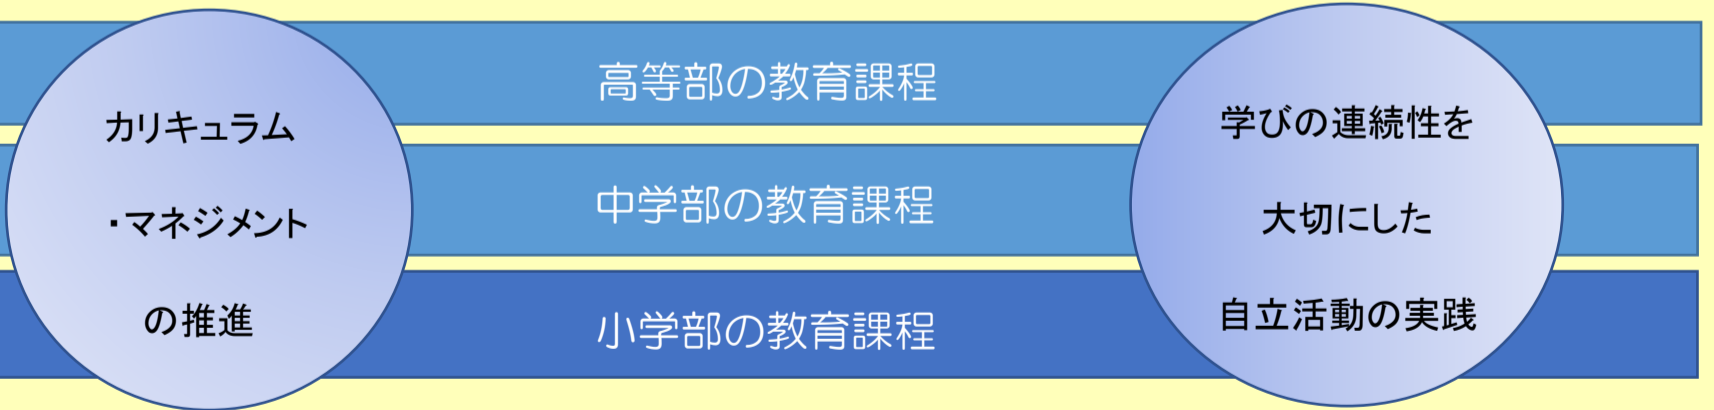 カリキュラム
・マネジメント
の推進
高等部の教育課程
中学部の教育課程
小学部の教育課程
学びの連続性を
大切にした
自立活動の実践